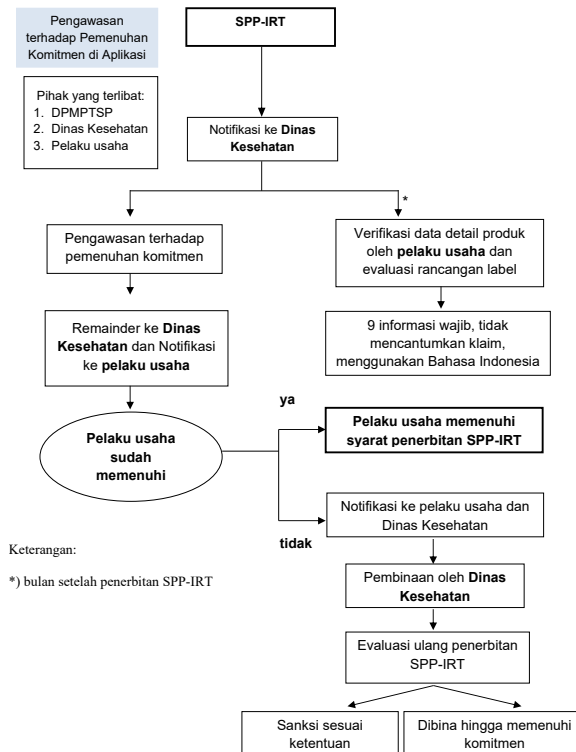 Pengawasan
terhadap Pemenuhan
Komitmen di Aplikasi
SPP-IRT
Pihak yang terlibat:
1. DPMPTSP
2. Dinas Kesehatan
3. Pelaku usaha
Notifikasi ke Dinas
Kesehatan
*
Pengawasan terhadap
pemenuhan komitmen
Verifikasi data detail produk
oleh pelaku usaha dan
evaluasi rancangan label
Remainder ke Dinas
Kesehatan dan Notifikasi
ke pelaku usaha
9 informasi wajib, tidak
mencantumkan klaim,
menggunakan Bahasa Indonesia
ya
Pelaku usaha
sudah
memenuhi
Pelaku usaha memenuhi
syarat penerbitan SPP-IRT
tidak
Notifikasi ke pelaku usaha dan
Dinas Kesehatan
Keterangan:
*) bulan setelah penerbitan SPP-IRT
Pembinaan oleh Dinas
Kesehatan
Evaluasi ulang penerbitan
SPP-IRT
Sanksi sesuai
ketentuan
Dibina hingga memenuhi
komitmen